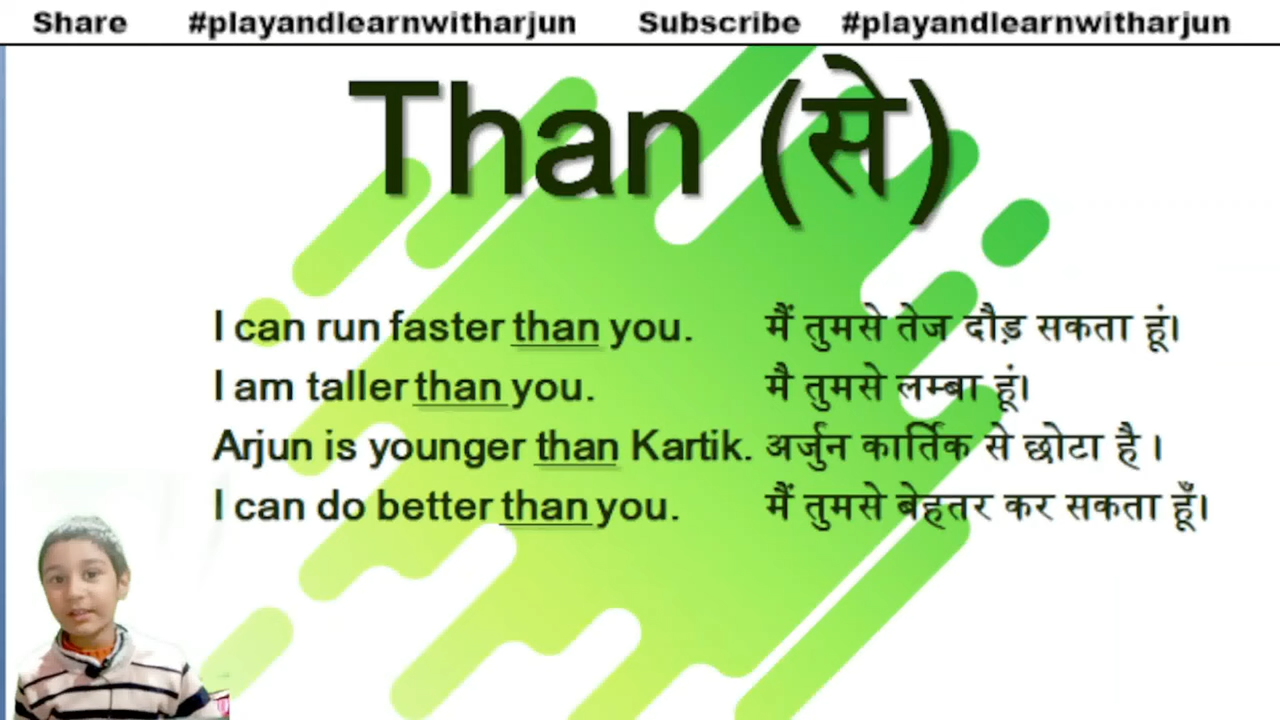 Share #playandlearnwitharjun Subscribe #playandlearnwitharjun
Than (से)
I can run faster than you. मैं तुमसे तेज दौड़ सकता हूं।
I am taller than you. मै तुमसे लम्बा हूं।
Arjun is younger than Kartik. अर्जुन कार्तिक से छोटा है ।
I can do better than you. मैं तुमसे बेहतर कर सकता हूँ।